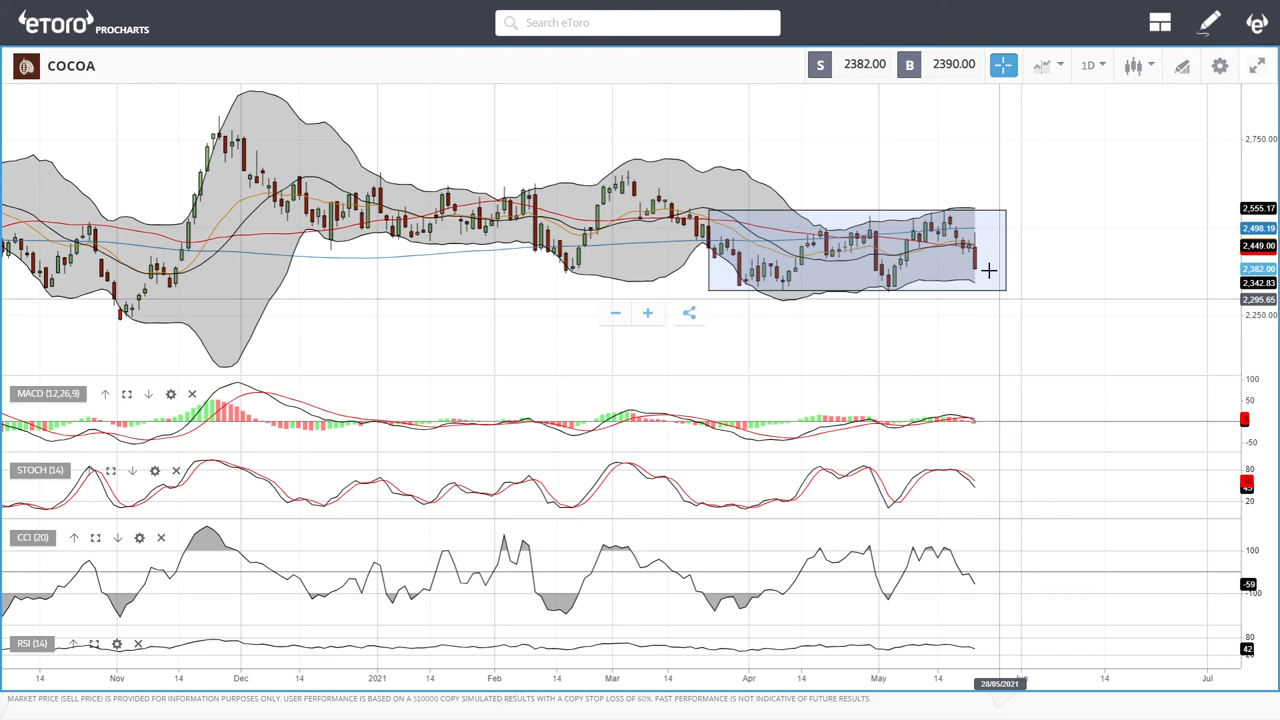 eToro PROCHARTS
Search eToro
COCOA
S 2382.00 B 2390.00
1D
2,750.00
2,555.17
2,498.19
2,449.00
2,382.00
2,342.83
2,295.65
2,250.00
MACD (12,26,9)
100
50
-50
STOCH (14)
80
20
CCI (20)
100
-59
-100
RSI (14)
80
42
14 Nov 14 Dec 14 2021 14 Feb 14 Mar 14 Apr 14 May 14 14 Jul
28/05/2021
MARKET PRICE (SELL PRICE) IS PROVIDED FOR INFORMATION PURPOSES ONLY. USER PERFORMANCE IS BASED ON A $10000 COPY SIMULATED RESULTS WITH A COPY STOP LOSS OF 60%. PAST PERFORMANCE IS NOT INDICATIVE OF FUTURE RESULTS.